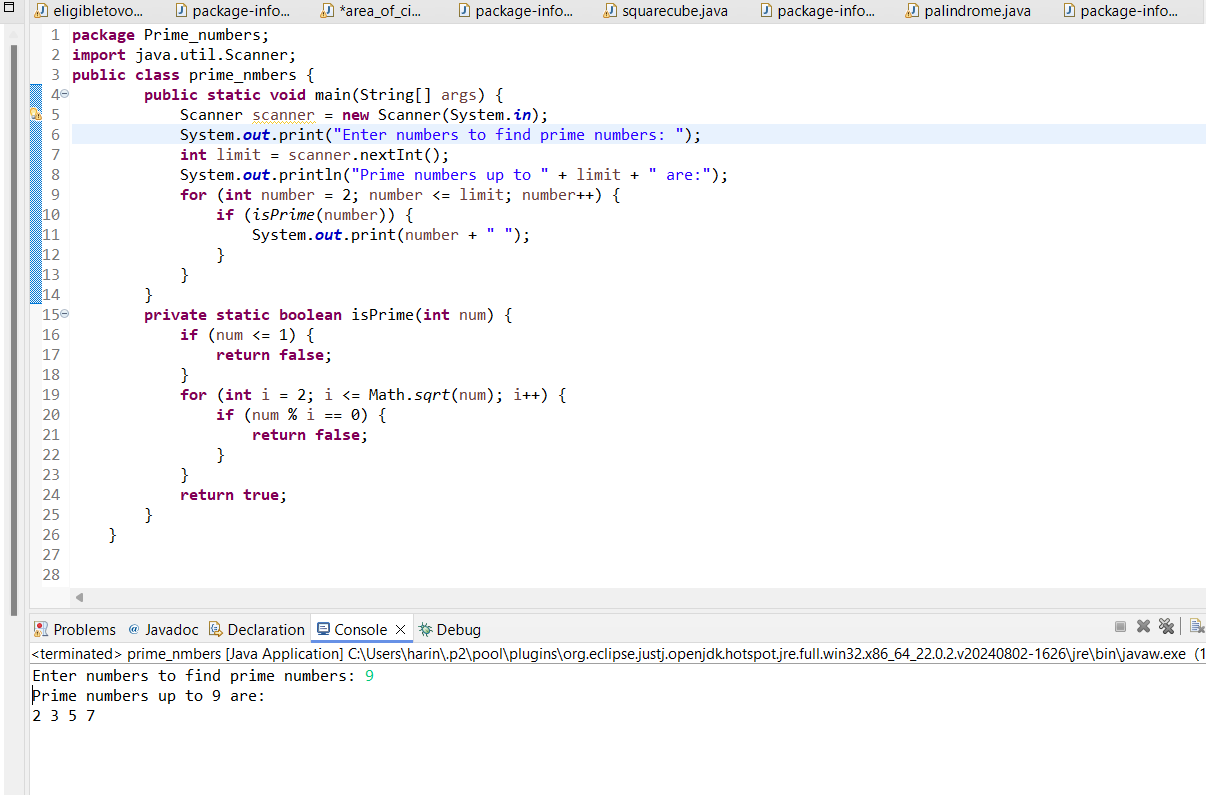 eligibletovo... package-info... *area_of_ci... package-info... squarecube.java package-info... palindrome.java package-info...
1 package Prime_numbers;
2 import java.util.Scanner;
3 public class prime_nmbers {
4 public static void main(String[] args) {
5 Scanner scanner = new Scanner(System.in);
6 System.out.print("Enter numbers to find prime numbers: ");
7 int limit = scanner.nextInt();
8 System.out.println("Prime numbers up to " + limit + " are:");
9 for (int number = 2; number <= limit; number++) {
10 if (isPrime(number)) {
11 System.out.print(number + " ");
12 }
13 }
14 }
15 private static boolean isPrime(int num) {
16 if (num <= 1) {
17 return false;
18 }
19 for (int i = 2; i <= Math.sqrt(num); i++) {
20 if (num % i == 0) {
21 return false;
22 }
23 }
24 return true;
25 }
26 }
27
28
Problems @ Javadoc Declaration Console Debug
<terminated> prime_nmbers [Java Application] C:\Users\harin\.p2\pool\plugins\org.eclipse.justj.openjdk.hotspot.jre.full.win32.x86_64_22.0.2.v20240802-1626\jre\bin\javaw.exe (1
Enter numbers to find prime numbers: 9
Prime numbers up to 9 are:
2 3 5 7